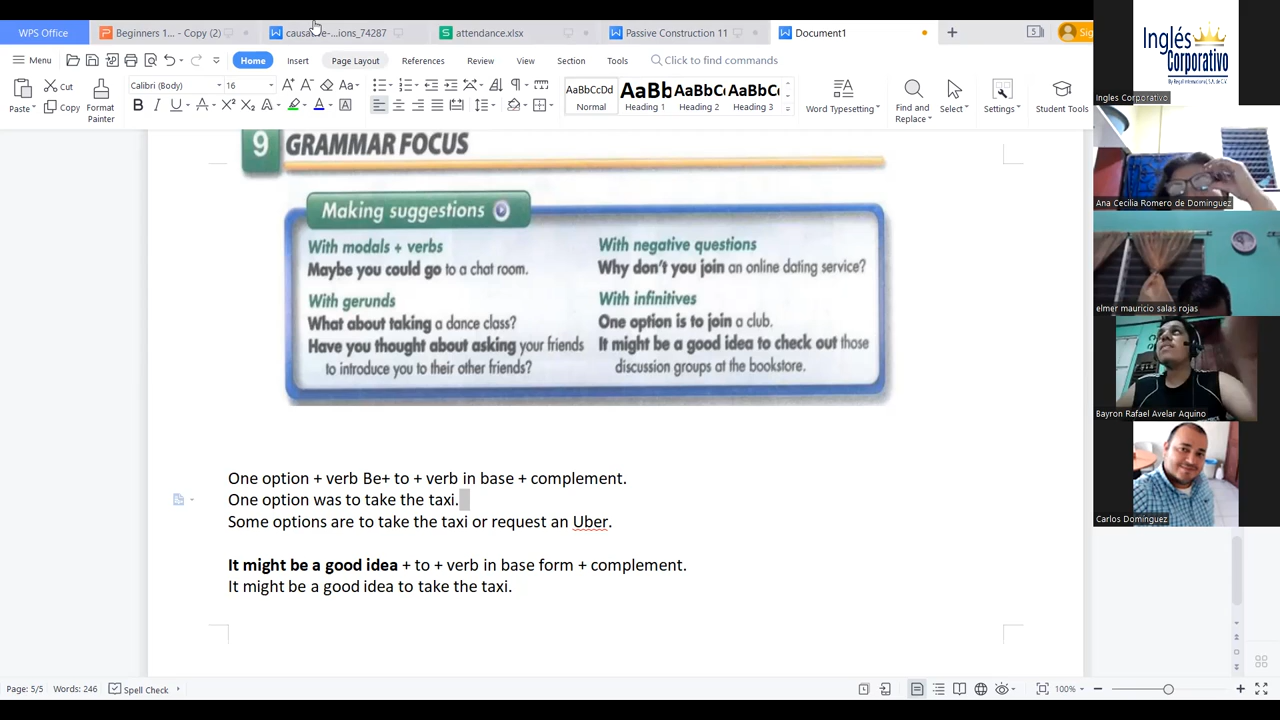 WPS Office
Beginners 1... - Copy (2)
causative-...ions_74287
attendance.xlsx
Passive Construction 11
Document1
Menu
Home
Insert
Page Layout
References
Review
View
Section
Tools
Click to find commands
Paste
Cut
Copy
Format Painter
Calibri (Body)
16
AaBbCcDd
Normal
AaBb
Heading 1
AaBbC
Heading 2
AaBbC
Heading 3
Word Typesetting
Find and Replace
Select
Settings
Student Tools
9 GRAMMAR FOCUS
Making suggestions
With modals + verbs
Maybe you could go to a chat room.
With gerunds
What about taking a dance class?
Have you thought about asking your friends
to introduce you to their other friends?
With negative questions
Why don't you join an online dating service?
With infinitives
One option is to join a club.
It might be a good idea to check out those
discussion groups at the bookstore.
One option + verb Be+ to + verb in base + complement.
One option was to take the taxi.
Some options are to take the taxi or request an Uber.
It might be a good idea + to + verb in base form + complement.
It might be a good idea to take the taxi.
Page: 5/5
Words: 246
Spell Check
100%
Inglés
Corporativo
Ingles Corporativo
Ana Cecilia Romero de Dominguez
elmer mauricio salas rojas
Bayron Rafael Avelar Aquino
Carlos Dominguez